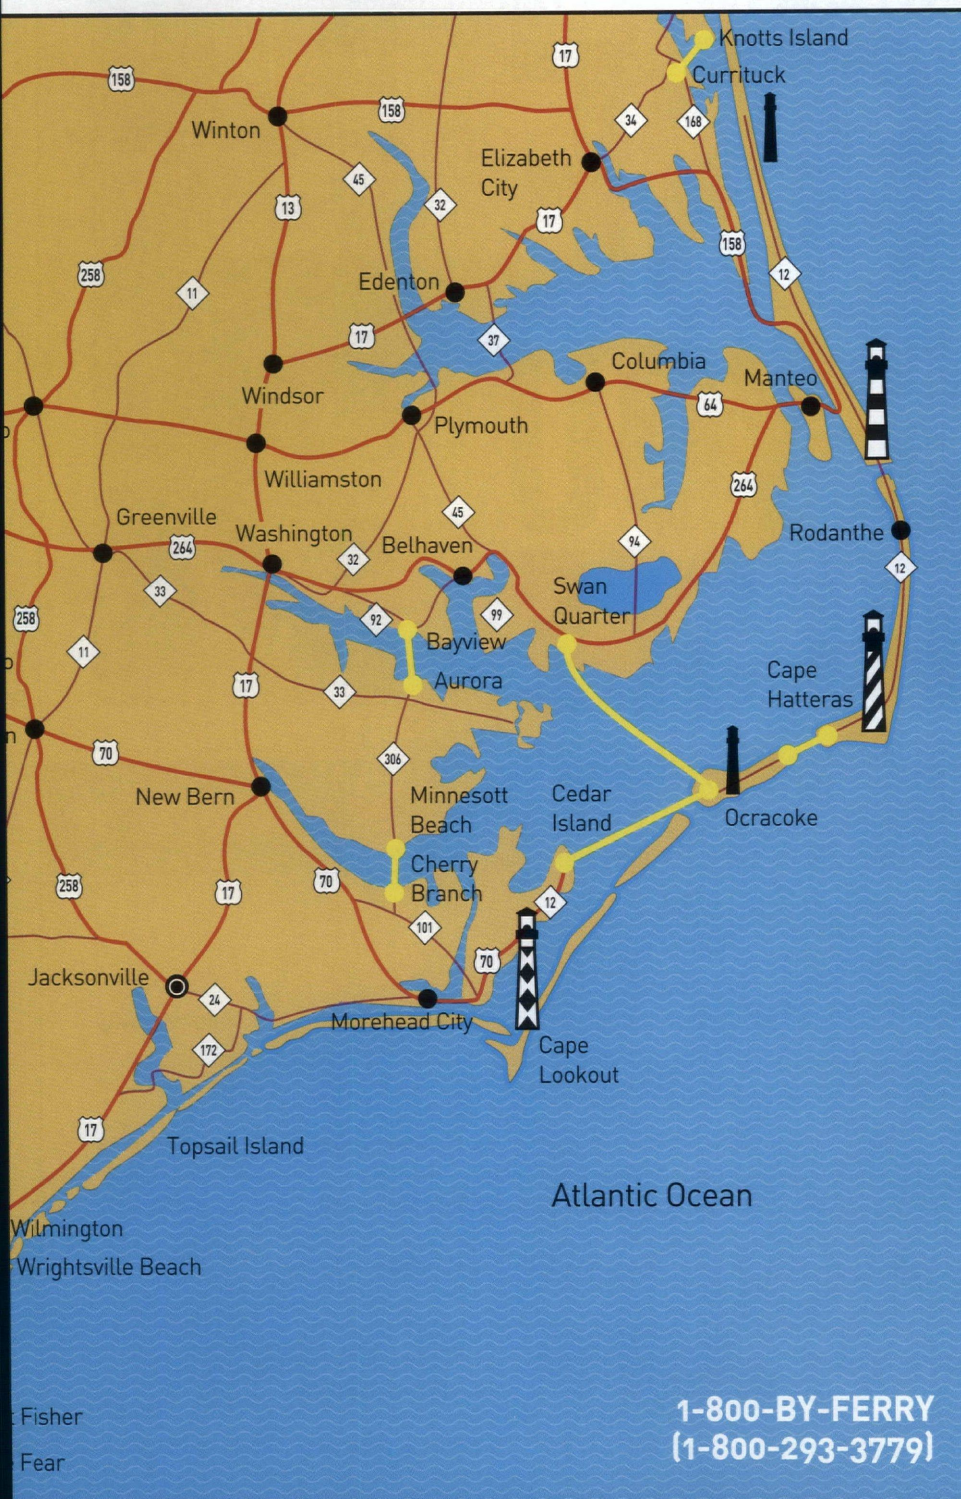 Knotts Island
17
Currituck
158
158
34
168
Winton
Elizabeth
City
45
32
13
17
158
258
12
Edenton
11
17
37
Columbia
Windsor
Manteo
64
Plymouth
Williamston
264
45
Greenville
264
Washington
Belhaven
94
Rodanthe
32
12
33
Swan
Quarter
258
92
99
Bayview
11
17
33
Aurora
Cape
Hatteras
70
306
New Bern
Minnesott
Beach
Cedar
Island
Ocracoke
Cherry
Branch
258
17
70
12
101
70
Jacksonville
24
Morehead City
172
Cape
Lookout
17
Topsail Island
Atlantic Ocean
Wilmington
Wrightsville Beach
1-800-BY-FERRY
(1-800-293-3779)
Fisher
Fear